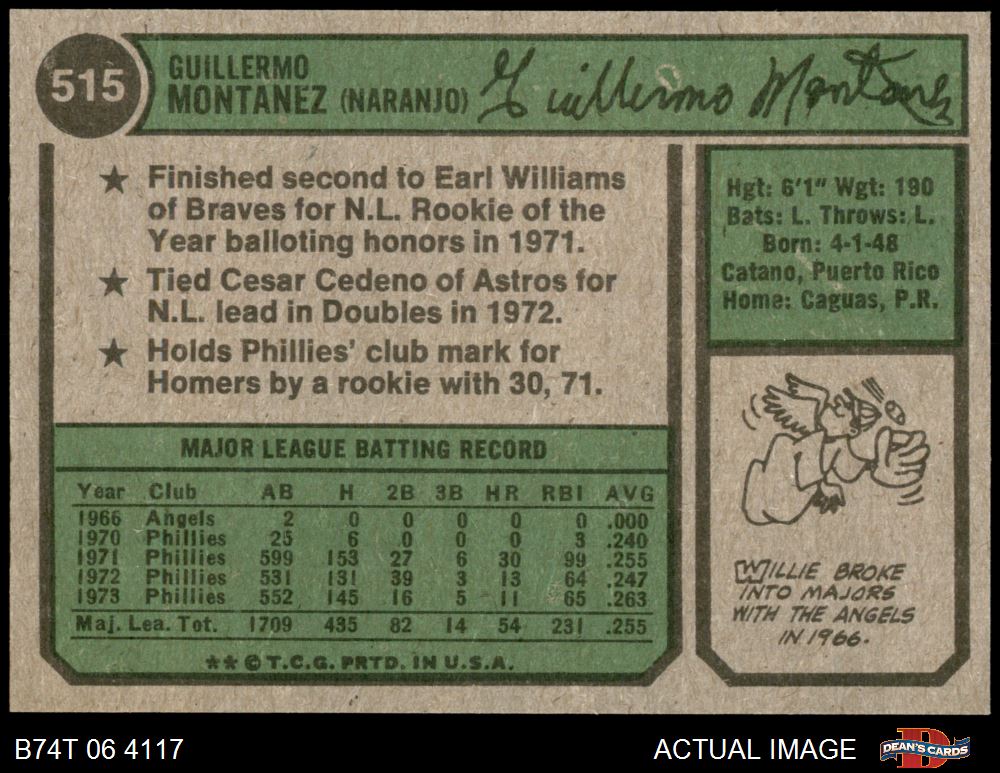 515
GUILLERMO
MONTANEZ (NARANJO) Guillermo Montanez
★ Finished second to Earl Williams
of Braves for N.L. Rookie of the
Year balloting honors in 1971.
★ Tied Cesar Cedeno of Astros for
N.L. lead in Doubles in 1972.
★ Holds Phillies' club mark for
Homers by a rookie with 30, 71.
Hgt: 6'1" Wgt: 190
Bats: L. Throws: L.
Born: 4-1-48
Catano, Puerto Rico
Home: Caguas, P.R.
MAJOR LEAGUE BATTING RECORD
Year Club AB H 2B 3B HR RBI AVG
1966 Angels 2 0 0 0 0 0 .000
1970 Phillies 25 6 0 0 0 3 .240
1971 Phillies 599 153 27 6 30 99 .255
1972 Phillies 531 131 39 3 13 64 .247
1973 Phillies 552 145 16 5 11 65 .263
Maj. Lea. Tot. 1709 435 82 14 54 231 .255
** © T.C.G. PRTD. IN U.S.A.
WILLIE BROKE
INTO MAJORS
WITH THE ANGELS
IN 1966.
B74T 06 4117
ACTUAL IMAGE
DEAN'S CARDS